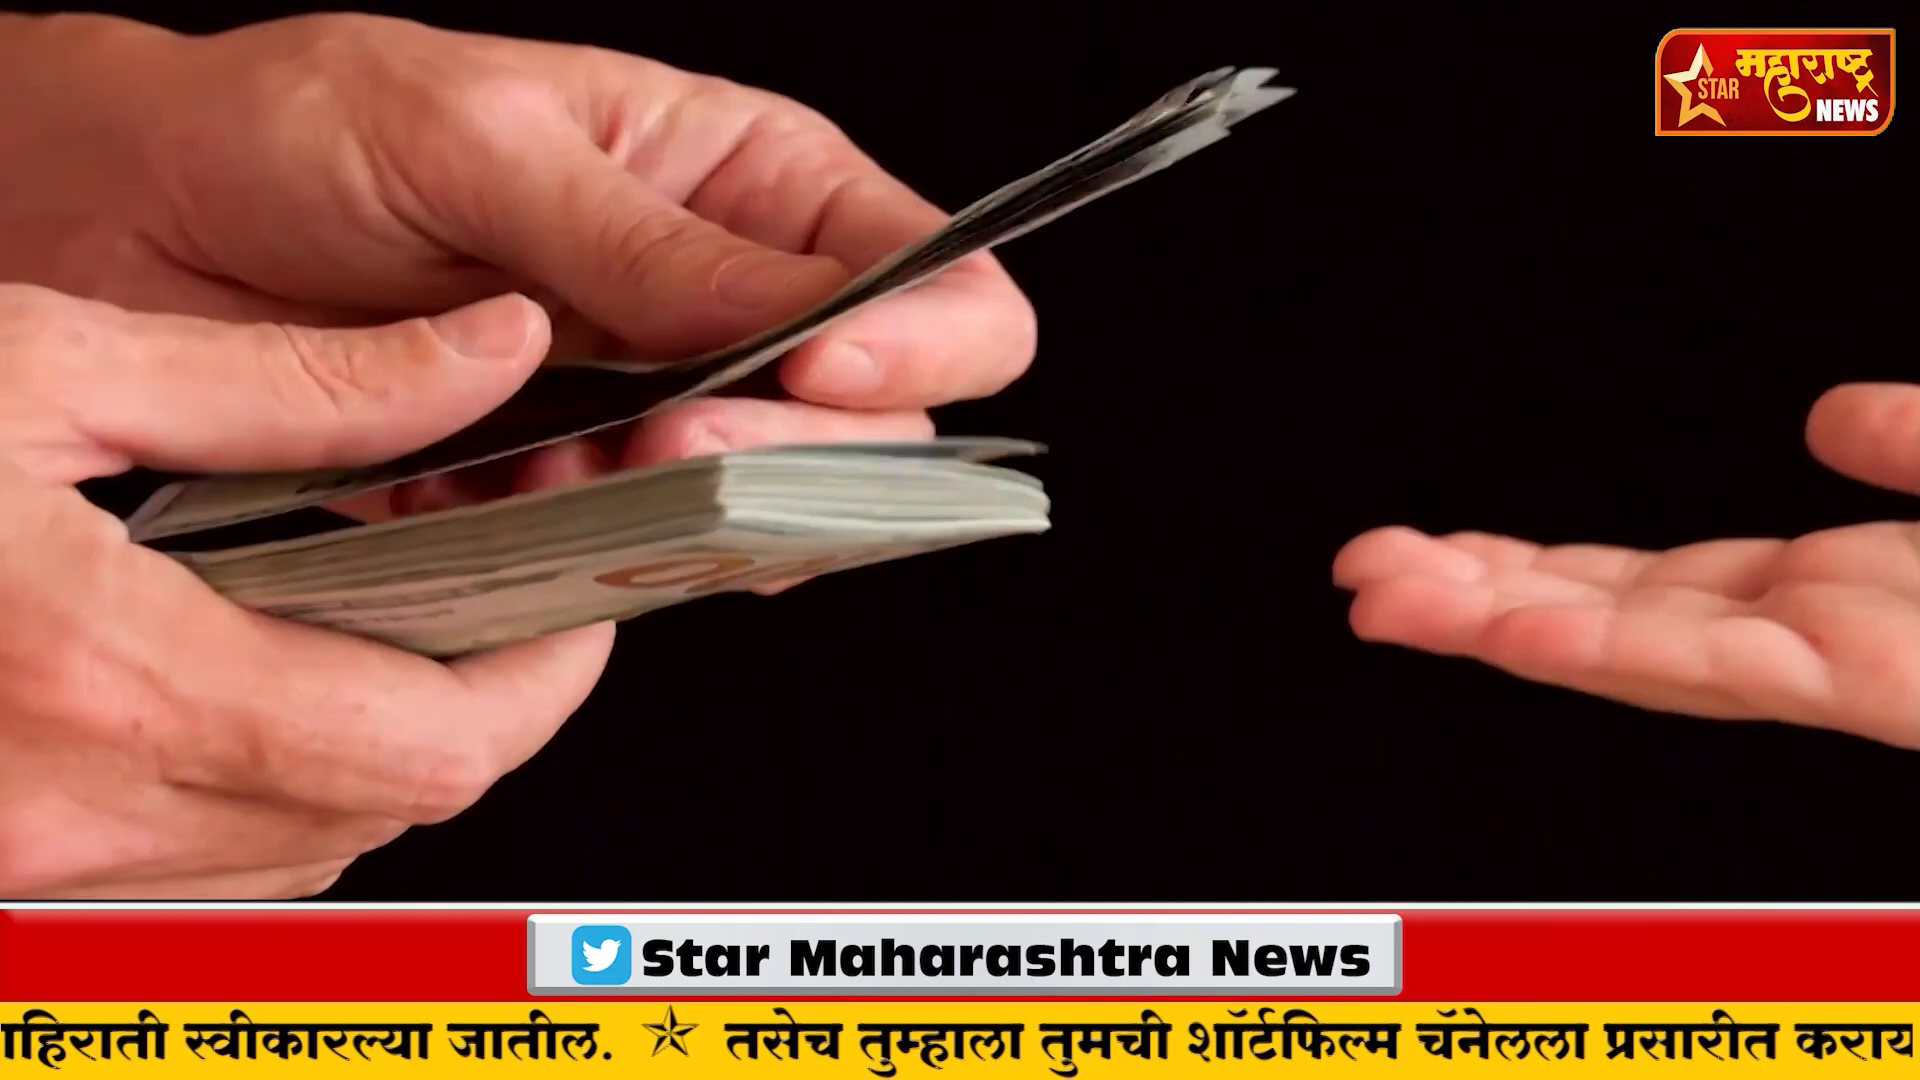 STAR महाराष्ट्र
NEWS
Star Maharashtra News
ाहिराती स्वीकारल्या जातील. तसेच तुम्हाला तुमची शॉर्टफिल्म चॅनेलला प्रसारीत कराय